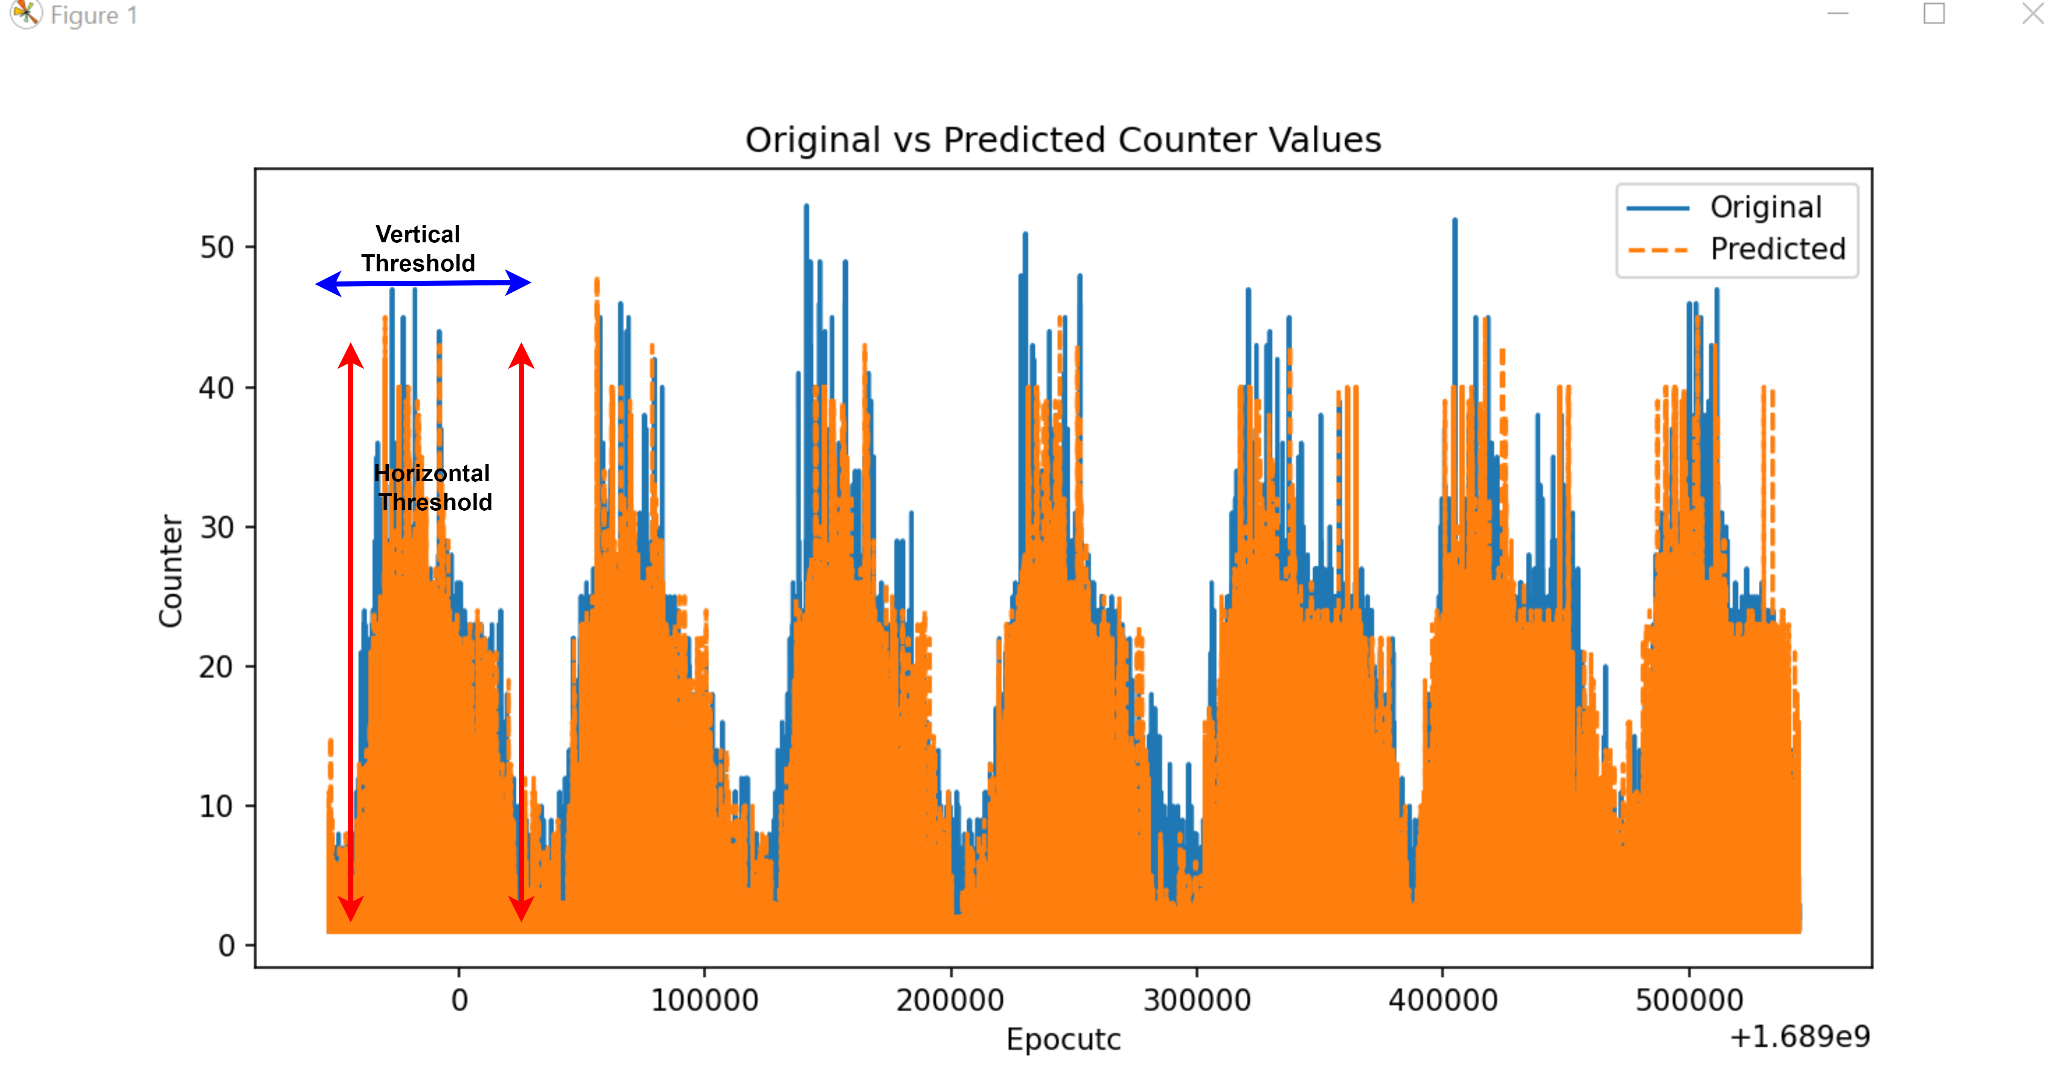 Figure 1
Original vs Predicted Counter Values
Original
Predicted
Vertical
Threshold
Horizontal
Threshold
Counter
50
40
30
20
10
0
0 100000 200000 300000 400000 500000
Epocutc
+1.689e9